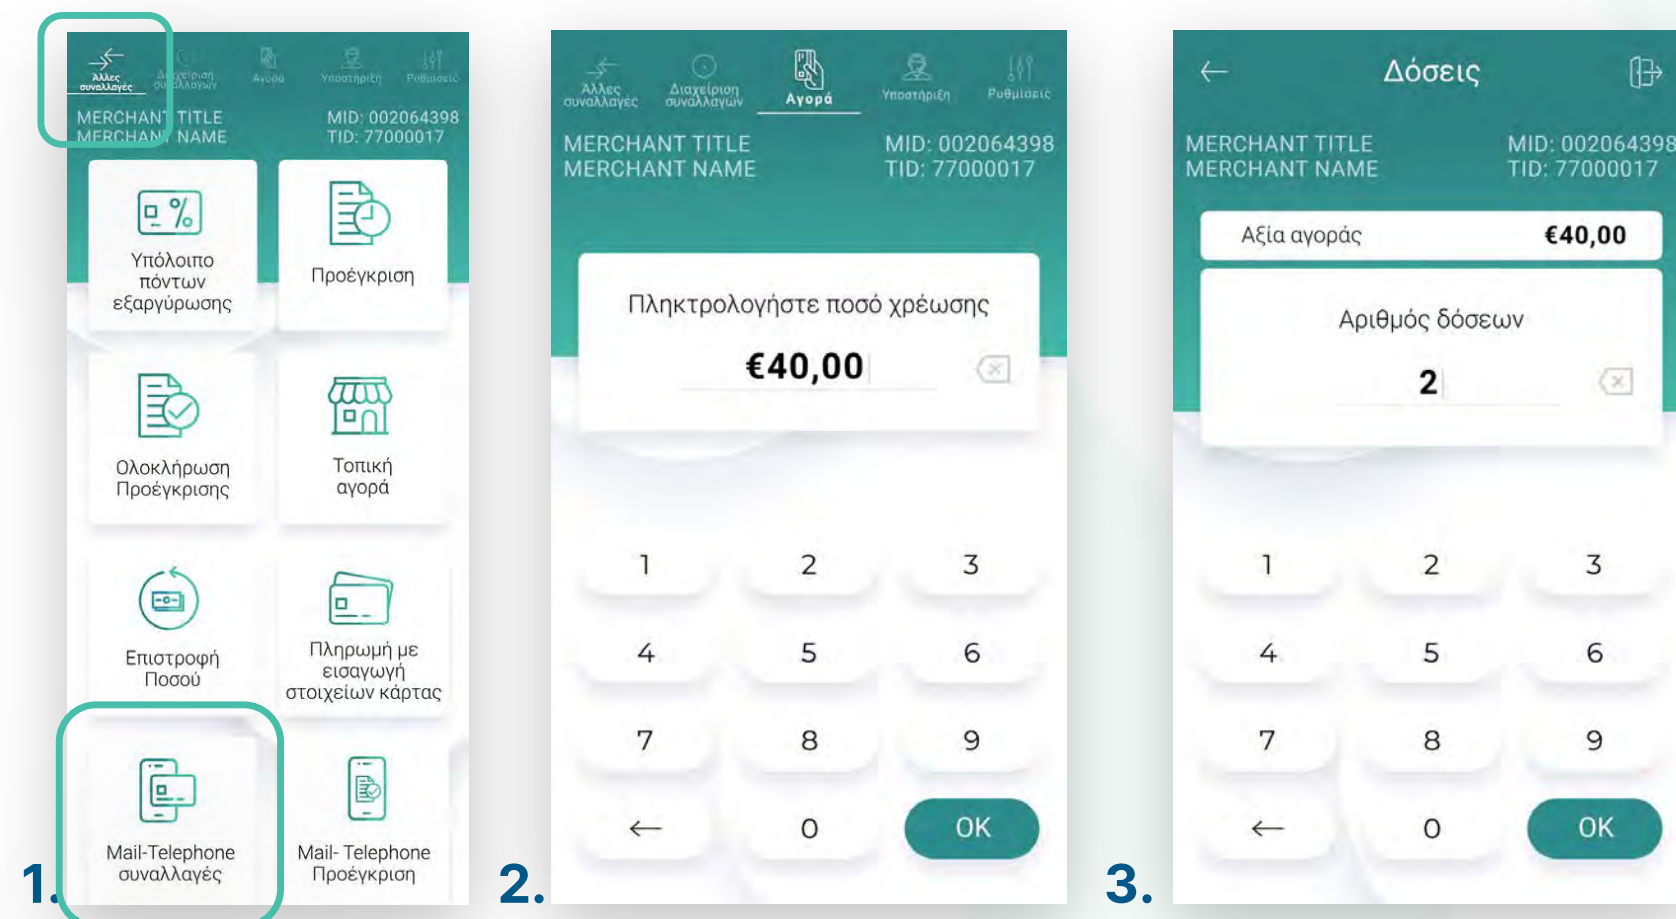 Άλλες
συναλλαγές
Διαχείριση
συναλλαγών
Αγορά
Υποστήριξη
Ρυθμίσεις
MERCHANT TITLE
MERCHANT NAME
MID: 002064398
TID: 77000017
%
Υπόλοιπο
πόντων
εξαργύρωσης
Προέγκριση
Ολοκλήρωση
Προέγκρισης
Τοπική
αγορά
Επιστροφή
Ποσού
Πληρωμή με
εισαγωγή
στοιχείων κάρτας
Mail-Telephone
συναλλαγές
Mail- Telephone
Προέγκριση
1.
Άλλες
συναλλαγές
Διαχείριση
συναλλαγών
Αγορά
Υποστήριξη
Ρυθμίσεις
MERCHANT TITLE
MERCHANT NAME
MID: 002064398
TID: 77000017
Πληκτρολογήστε ποσό χρέωσης
€40,00
1 2 3
4 5 6
7 8 9
← 0 OK
2.
← Δόσεις
MERCHANT TITLE
MERCHANT NAME
MID: 002064398
TID: 77000017
Αξία αγοράς €40,00
Αριθμός δόσεων
2
1 2 3
4 5 6
7 8 9
← 0 OK
3.